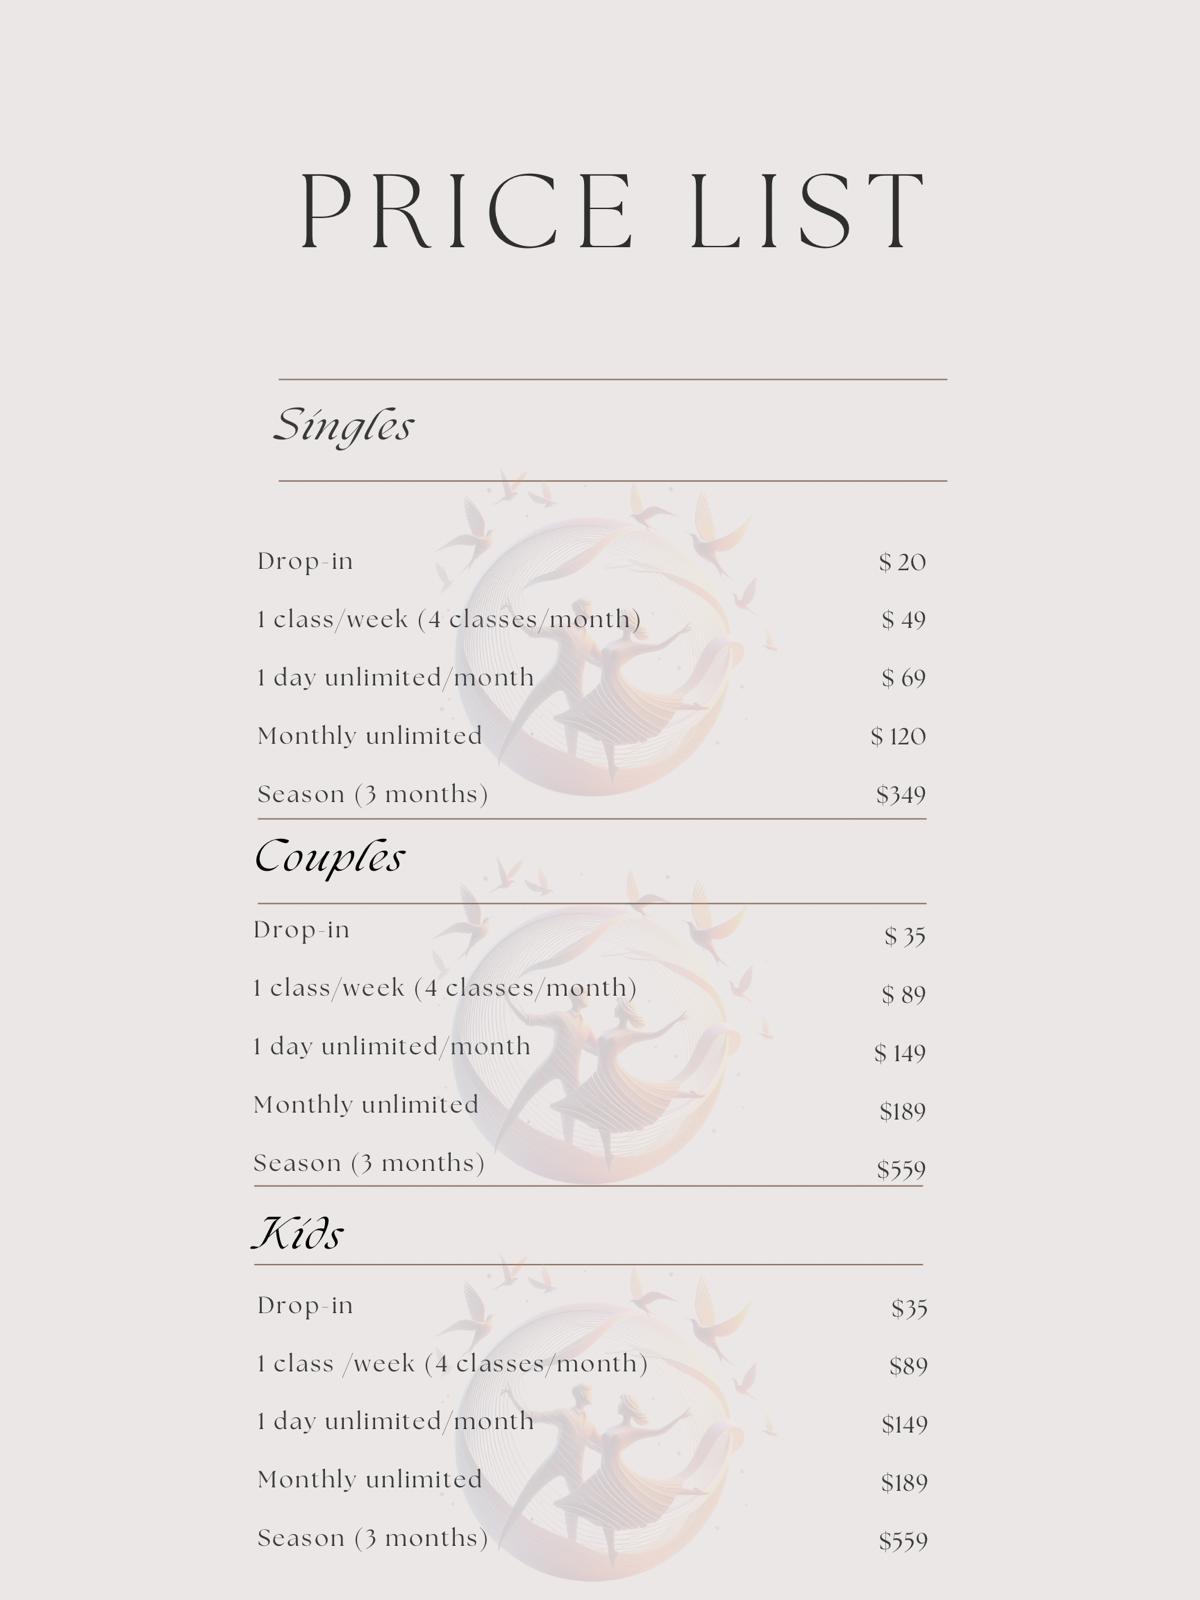 PRICE LIST
Singles
Drop-in $ 20
1 class/week (4 classes/month) $ 49
1 day unlimited/month $ 69
Monthly unlimited $ 120
Season (3 months) $349
Couples
Drop-in $ 35
1 class/week (4 classes/month) $ 89
1 day unlimited/month $ 149
Monthly unlimited $189
Season (3 months) $559
Kids
Drop-in $35
1 class /week (4 classes/month) $89
1 day unlimited/month $149
Monthly unlimited $189
Season (3 months) $559